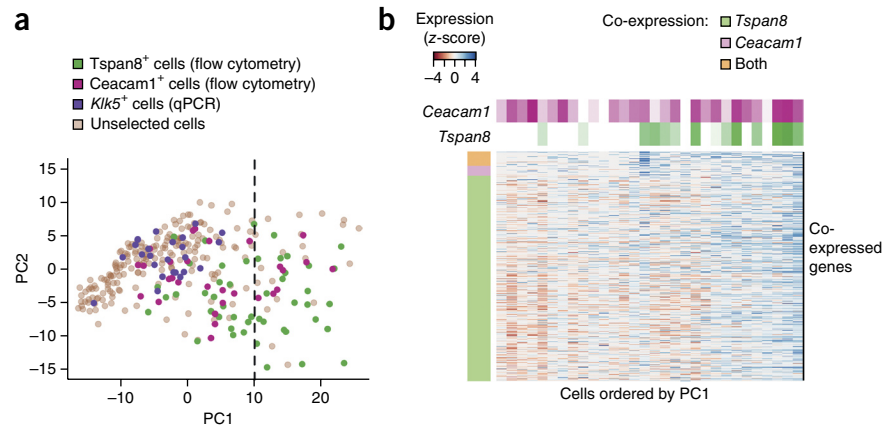 a
Tspan8+ cells (flow cytometry)
Ceacam1+ cells (flow cytometry)
Klk5+ cells (qPCR)
Unselected cells
15
10
5
0
−5
−10
−15
PC2
−10 0 10 20
PC1
b
Expression
(z-score)
−4 0 4
Co-expression:
Tspan8
Ceacam1
Both
Ceacam1
Tspan8
Co-
expressed
genes
Cells ordered by PC1